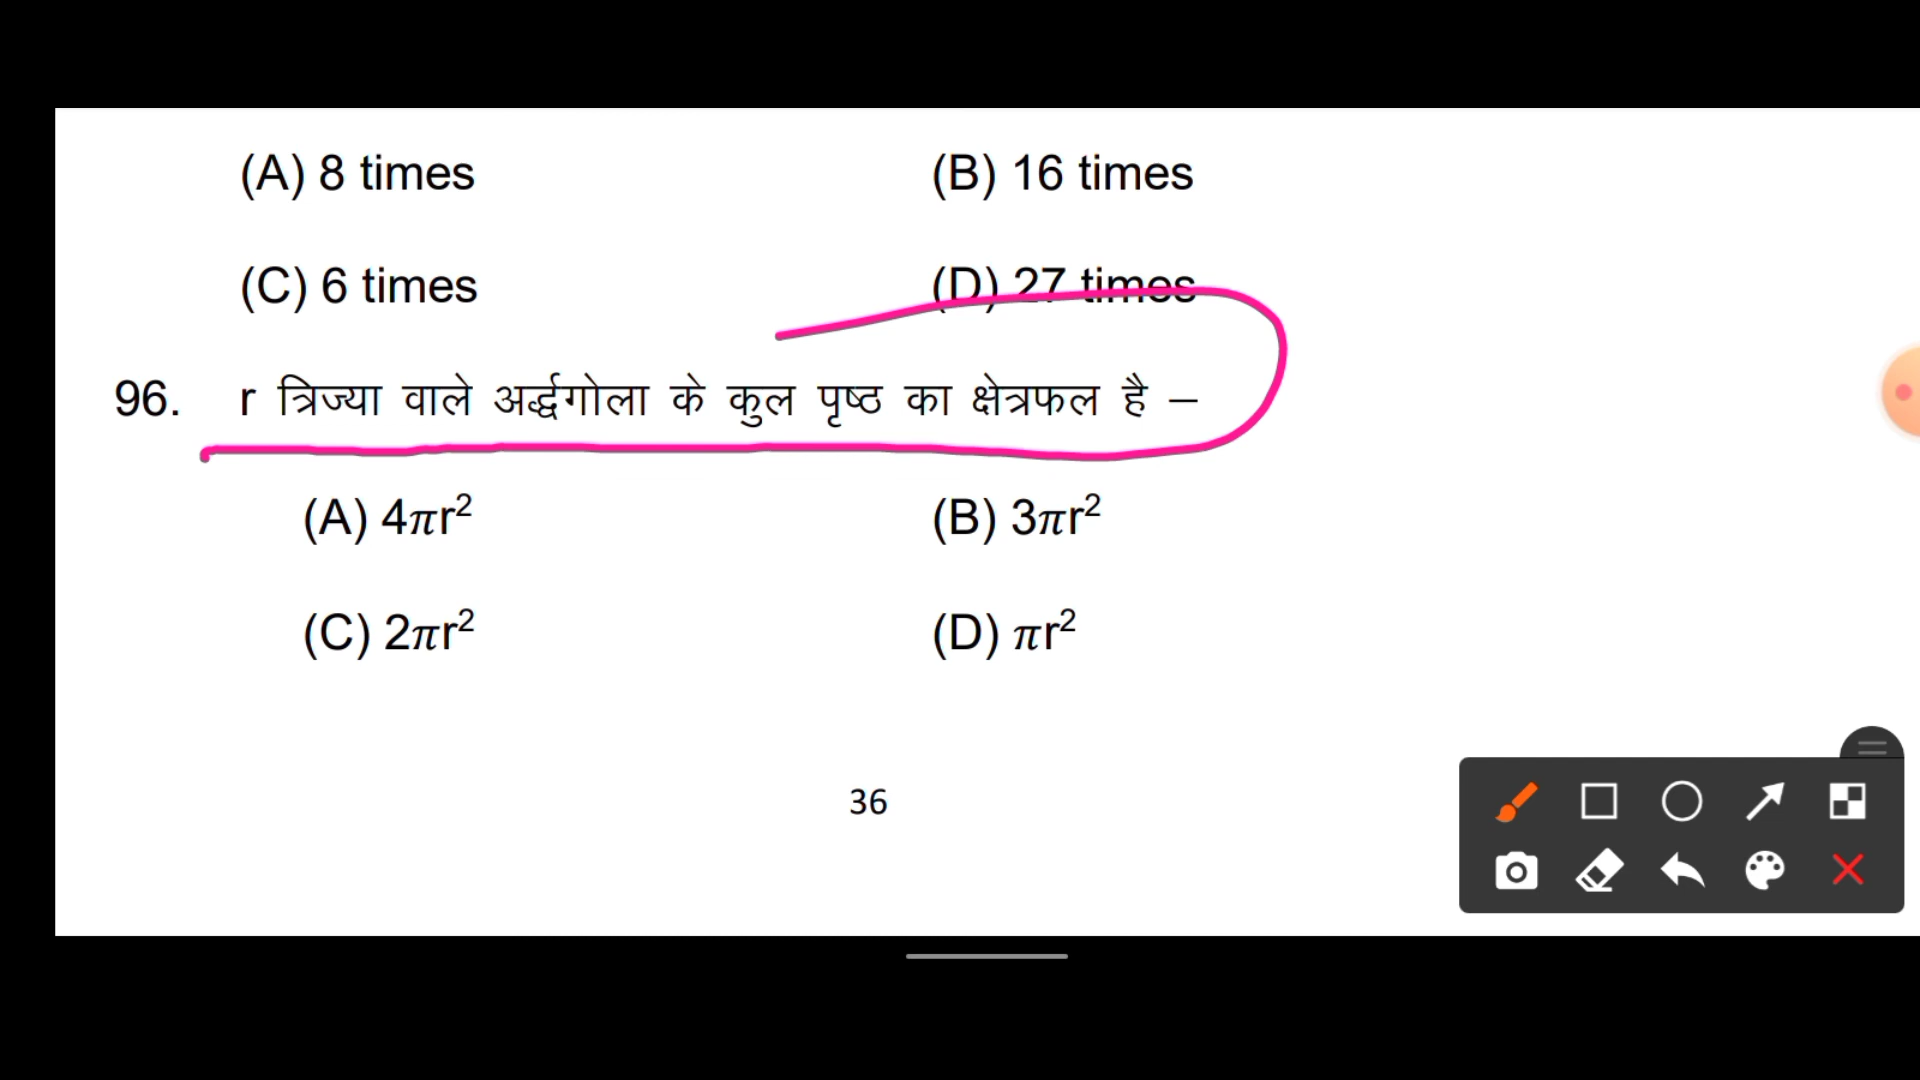 (A) 8 times (B) 16 times
(C) 6 times (D) 27 times
96. r त्रिज्या वाले अर्द्धगोला के कुल पृष्ठ का क्षेत्रफल है –
(A) 4πr² (B) 3πr²
(C) 2πr² (D) πr²
36